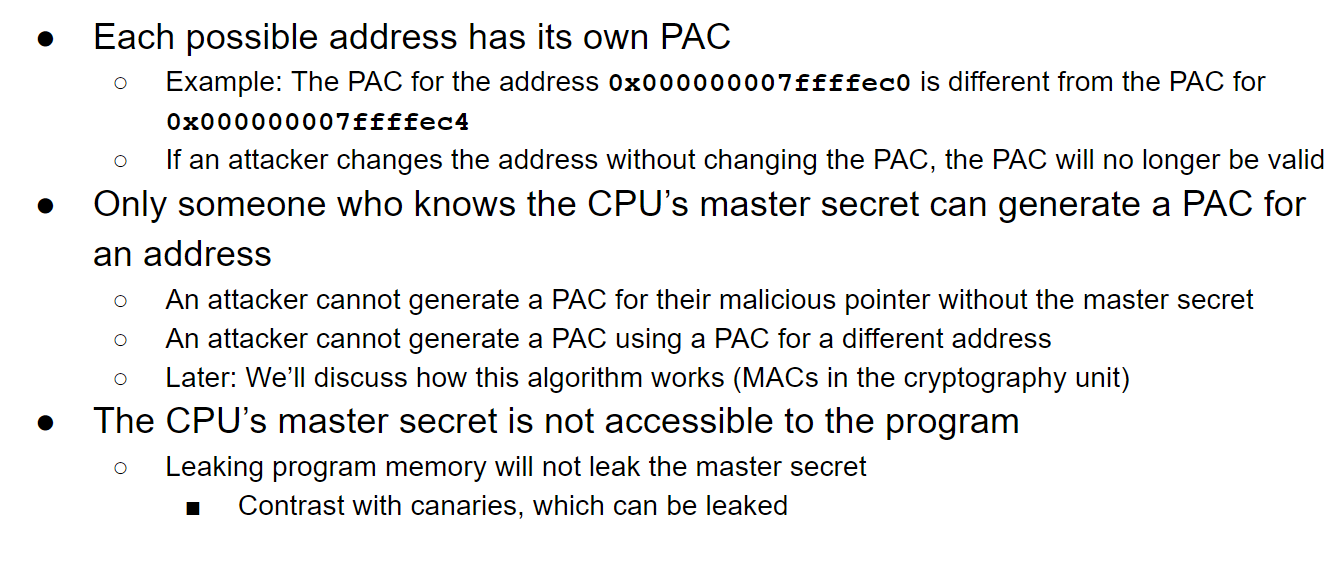 ● Each possible address has its own PAC
○ Example: The PAC for the address 0x000000007ffffec0 is different from the PAC for
0x000000007ffffec4
○ If an attacker changes the address without changing the PAC, the PAC will no longer be valid
● Only someone who knows the CPU’s master secret can generate a PAC for
an address
○ An attacker cannot generate a PAC for their malicious pointer without the master secret
○ An attacker cannot generate a PAC using a PAC for a different address
○ Later: We’ll discuss how this algorithm works (MACs in the cryptography unit)
● The CPU’s master secret is not accessible to the program
○ Leaking program memory will not leak the master secret
■ Contrast with canaries, which can be leaked